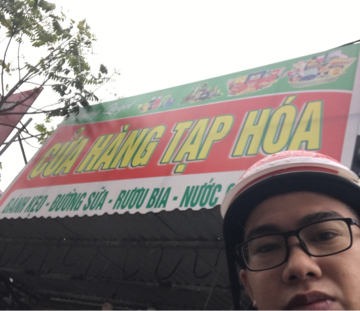 CỬA HÀNG TẠP HÓA
BÁNH KẸO - ĐƯỜNG SỮA - RƯỢU BIA - NƯỚC